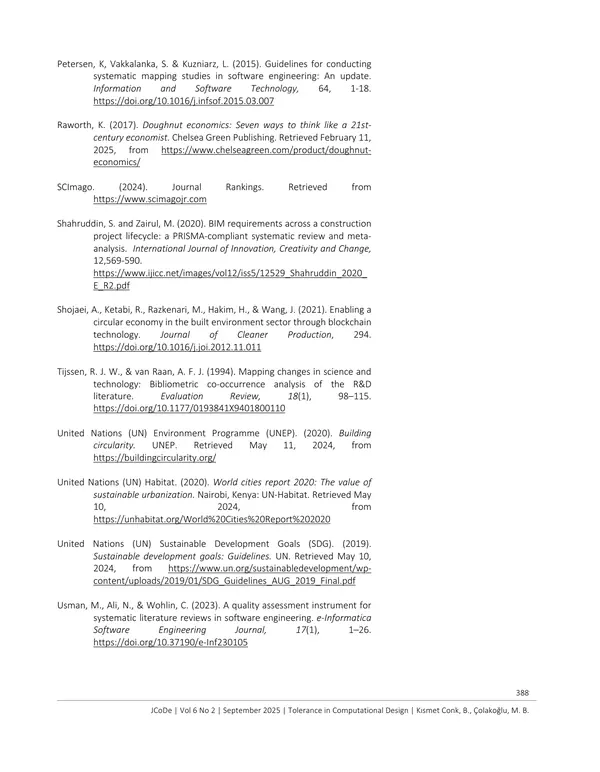 Petersen, K, Vakkalanka, S. & Kuzniarz, L. (2015). Guidelines for conducting
systematic mapping studies in software engineering: An update.
Information and Software Technology, 64, 1-18.
https://doi.org/10.1016/j.infsof.2015.03.007
Raworth, K. (2017). Doughnut economics: Seven ways to think like a 21st-
century economist. Chelsea Green Publishing. Retrieved February 11,
2025, from https://www.chelseagreen.com/product/doughnut-
economics/
SCImago. (2024). Journal Rankings. Retrieved from
https://www.scimagojr.com
Shahruddin, S. and Zairul, M. (2020). BIM requirements across a construction
project lifecycle: a PRISMA-compliant systematic review and meta-
analysis. International Journal of Innovation, Creativity and Change,
12,569-590.
https://www.ijicc.net/images/vol12/iss5/12529_Shahruddin_2020_
E_R2.pdf
Shojaei, A., Ketabi, R., Razkenari, M., Hakim, H., & Wang, J. (2021). Enabling a
circular economy in the built environment sector through blockchain
technology. Journal of Cleaner Production, 294.
https://doi.org/10.1016/j.joi.2012.11.011
Tijssen, R. J. W., & van Raan, A. F. J. (1994). Mapping changes in science and
technology: Bibliometric co-occurrence analysis of the R&D
literature. Evaluation Review, 18(1), 98–115.
https://doi.org/10.1177/0193841X9401800110
United Nations (UN) Environment Programme (UNEP). (2020). Building
circularity. UNEP. Retrieved May 11, 2024, from
https://buildingcircularity.org/
United Nations (UN) Habitat. (2020). World cities report 2020: The value of
sustainable urbanization. Nairobi, Kenya: UN-Habitat. Retrieved May
10, 2024, from
https://unhabitat.org/World%20Cities%20Report%202020
United Nations (UN) Sustainable Development Goals (SDG). (2019).
Sustainable development goals: Guidelines. UN. Retrieved May 10,
2024, from https://www.un.org/sustainabledevelopment/wp-
content/uploads/2019/01/SDG_Guidelines_AUG_2019_Final.pdf
Usman, M., Ali, N., & Wohlin, C. (2023). A quality assessment instrument for
systematic literature reviews in software engineering. e-Informatica
Software Engineering Journal, 17(1), 1–26.
https://doi.org/10.37190/e-Inf230105
388
JCoDe | Vol 6 No 2 | September 2025 | Tolerance in Computational Design | Kısmet Conk, B., Çolakoğlu, M. B.